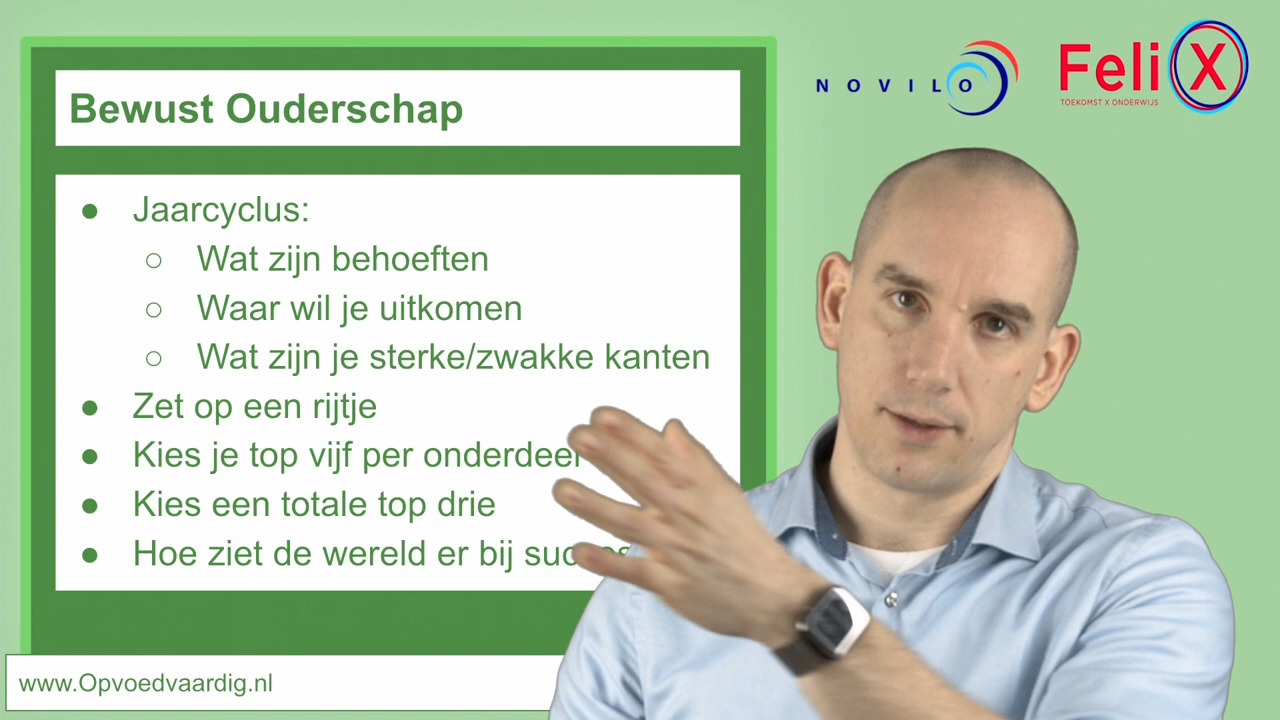 Bewust Ouderschap
NOVILO
FeliX
TOEKOMST X ONDERWIJS
● Jaarcyclus:
○ Wat zijn behoeften
○ Waar wil je uitkomen
○ Wat zijn je sterke/zwakke kanten
● Zet op een rijtje
● Kies je top vijf per onderdeel
● Kies een totale top drie
● Hoe ziet de wereld er bij succes
www.Opvoedvaardig.nl